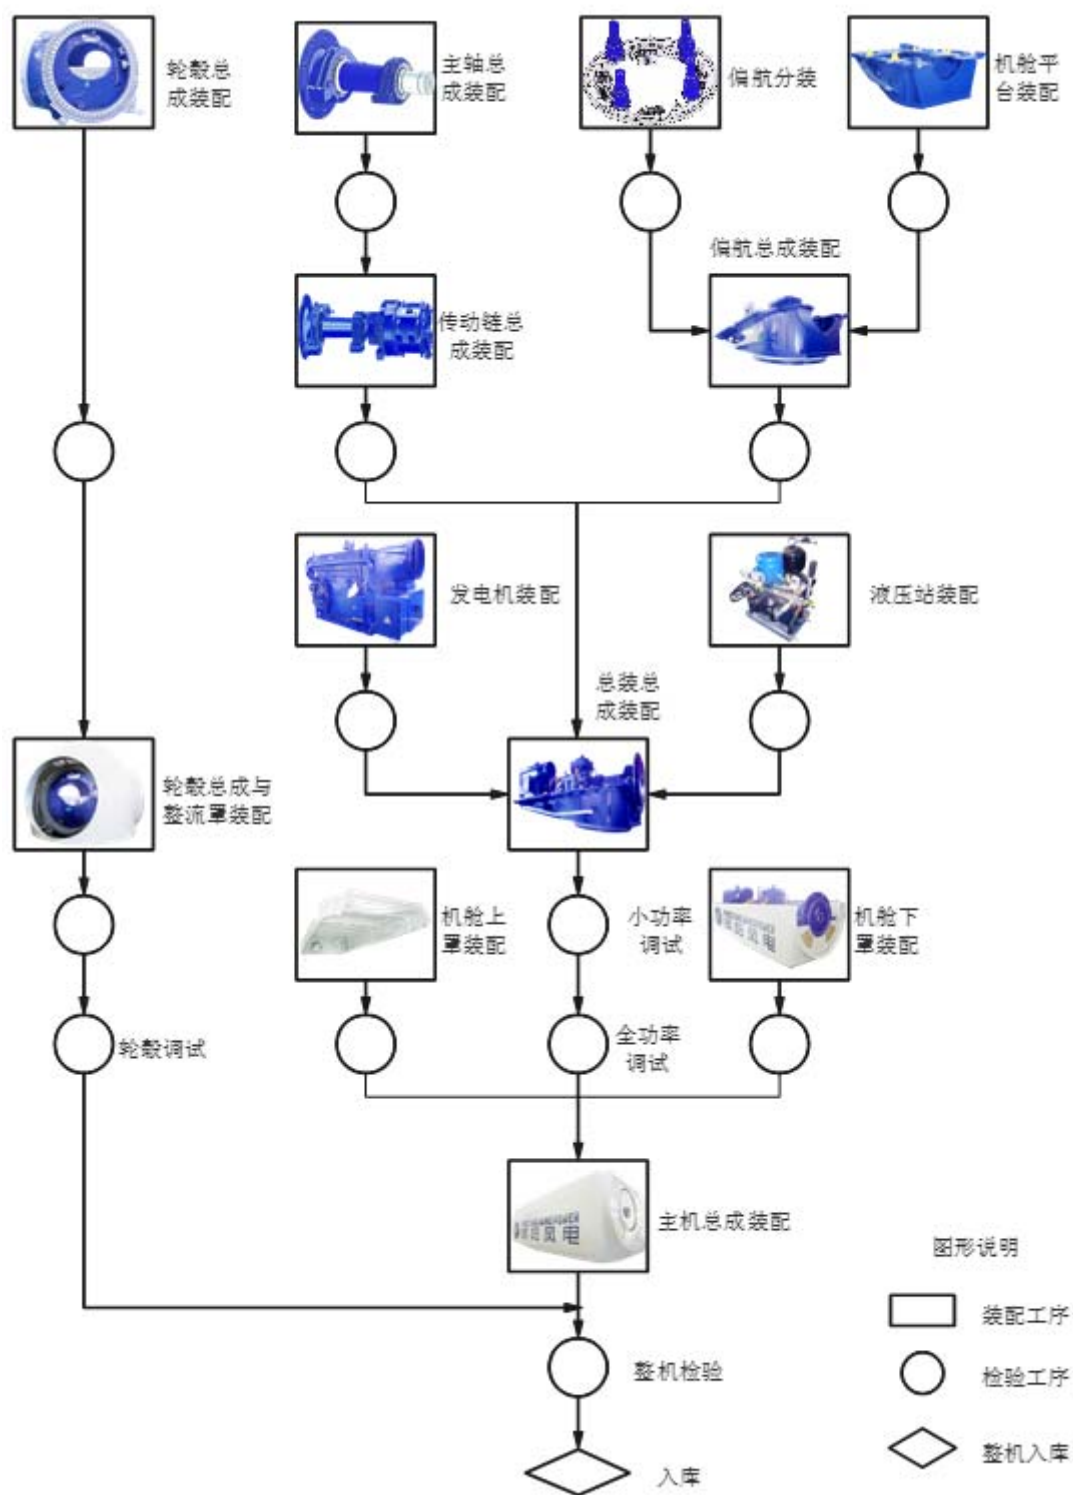 轮毂总
成装配
主轴总
成装配
偏航分装
机舱平
台装配
偏航总成装配
传动链总
成装配
发电机装配
液压站装配
总装总
成装配
轮毂总成与
整流罩装配
机舱上
罩装配
小功率
调试
机舱下
罩装配
轮毂调试
全功率
调试
主机总成装配
图形说明
装配工序
整机检验
检验工序
整机入库
入库